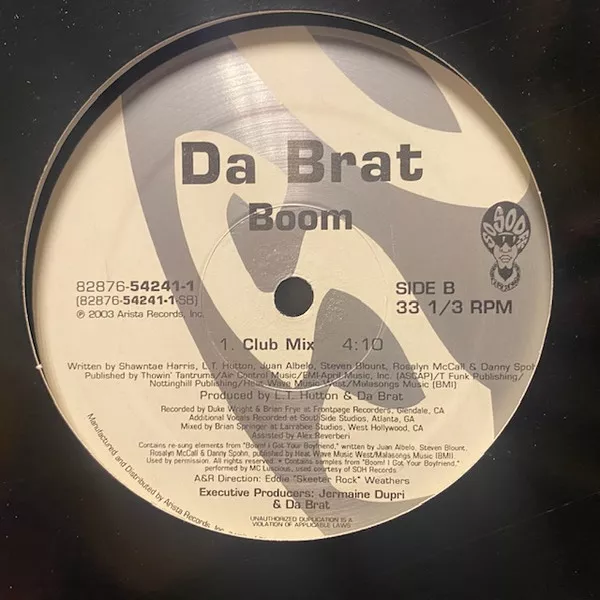 Da Brat
Boom
82876-54241-1
(82876-54241-1-SB)
℗ 2003 Arista Records, Inc.
SO SO DEF
SIDE B
33 1/3 RPM
1. Club Mix 4:10
Written by Shawntae Harris, L.T. Hutton, Juan Albelo, Steven Blount, Rosalyn McCall & Danny Spohn
Published by Thowin' Tantrums/Air Control Music/EMI-April Music, Inc. (ASCAP)/T Funk Publishing/
Nottinghill Publishing/Heat Wave Music West/Malasongs Music (BMI)
Produced by L.T. Hutton & Da Brat
Recorded by Duke Wright & Brian Frye at Frontpage Recorders, Glendale, CA
Additional Vocals Recorded at SouthSide Studios, Atlanta, GA
Mixed by Brian Stringer at Larrabee Studios, West Hollywood, CA
Assisted by Alex Reverberi
Contains re-sung elements from "Boom! I Got Your Boyfriend," written by Juan Albelo, Steven Blount,
Rosalyn McCall & Danny Spohn, published by Heat Wave Music West/Malasongs Music (BMI)
Used by permission. All rights reserved. • Contains samples from "Boom! I Got Your Boyfriend,"
performed by MC Luscious, used courtesy of SOH Records
A&R Direction: Eddie "Skeeter Rock" Weathers
Executive Producers: Jermaine Dupri
& Da Brat
Manufactured and Distributed by Arista Records, Inc.
UNAUTHORIZED DUPLICATION IS A
VIOLATION OF APPLICABLE LAWS